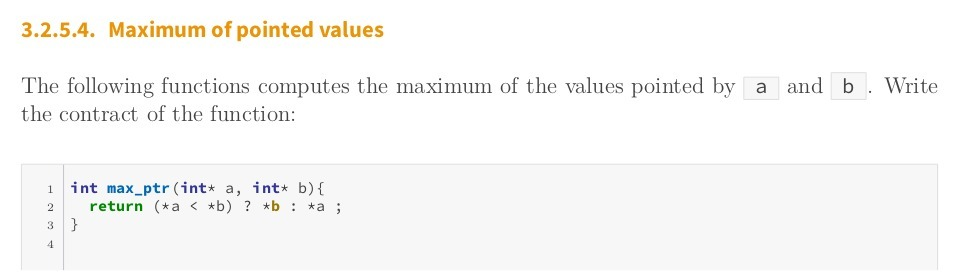 3.2.5.4. Maximum of pointed values
The following functions computes the maximum of the values pointed by a and b . Write
the contract of the function:
1 int max_ptr(int* a, int* b){
2 return (*a < *b) ? *b : *a ;
3 }
4